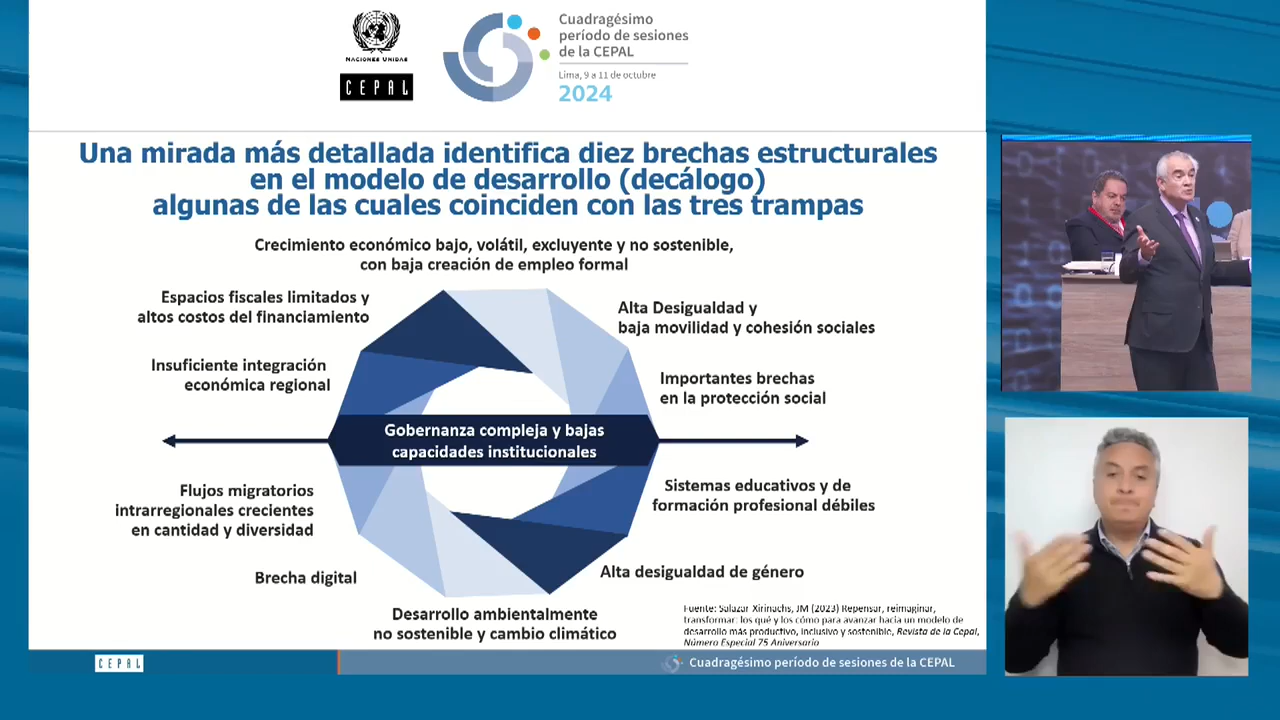 NACIONES UNIDAS
CEPAL
Cuadragésimo
período de sesiones
de la CEPAL
Lima, 9 a 11 de octubre
2024
Una mirada más detallada identifica diez brechas estructurales
en el modelo de desarrollo (decálogo)
algunas de las cuales coinciden con las tres trampas
Crecimiento económico bajo, volátil, excluyente y no sostenible,
con baja creación de empleo formal
Espacios fiscales limitados y
altos costos del financiamiento
Alta Desigualdad y
baja movilidad y cohesión sociales
Insuficiente integración
económica regional
Importantes brechas
en la protección social
Gobernanza compleja y bajas
capacidades institucionales
Flujos migratorios
intrarregionales crecientes
en cantidad y diversidad
Sistemas educativos y de
formación profesional débiles
Brecha digital
Alta desigualdad de género
Desarrollo ambientalmente
no sostenible y cambio climático
Fuente: Salazar Xirinachs, JM (2023) Repensar, reimaginar,
transformar: los qué y los cómo para avanzar hacia un modelo de
desarrollo más productivo, inclusivo y sostenible, Revista de la Cepal,
Número Especial 75 Aniversario
CEPAL
Cuadragésimo período de sesiones de la CEPAL